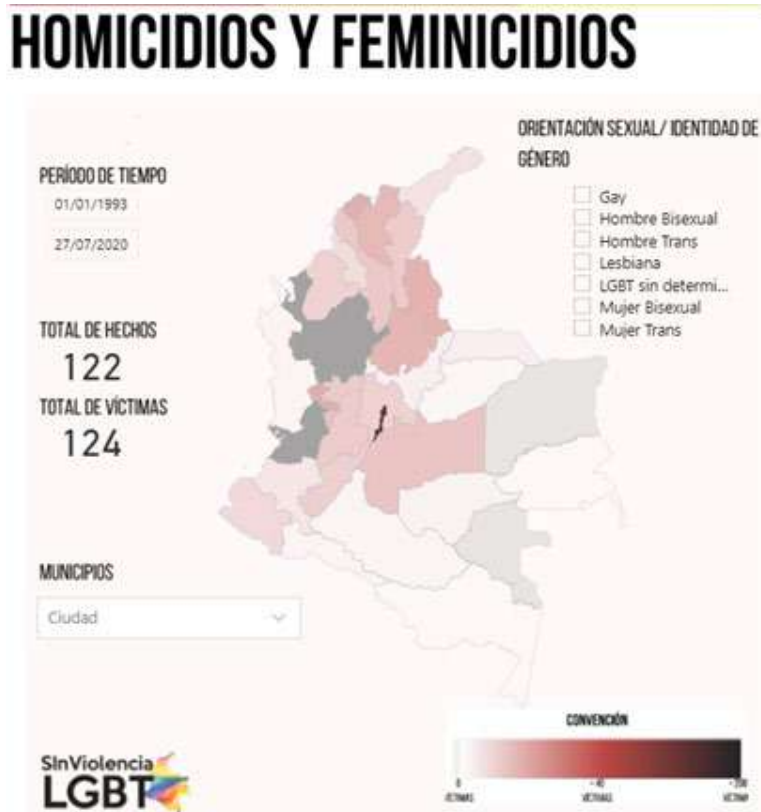 HOMICIDIOS Y FEMINICIDIOS
ORIENTACIÓN SEXUAL/ IDENTIDAD DE
GÉNERO
Gay
Hombre Bisexual
Hombre Trans
Lesbiana
LGBT sin determi...
Mujer Bisexual
Mujer Trans
PERÍODO DE TIEMPO
01/01/1993
27/07/2020
TOTAL DE HECHOS
122
TOTAL DE VÍCTIMAS
124
MUNICIPIOS
Ciudad
CONVENCIÓN
SInViolencia
LGBT